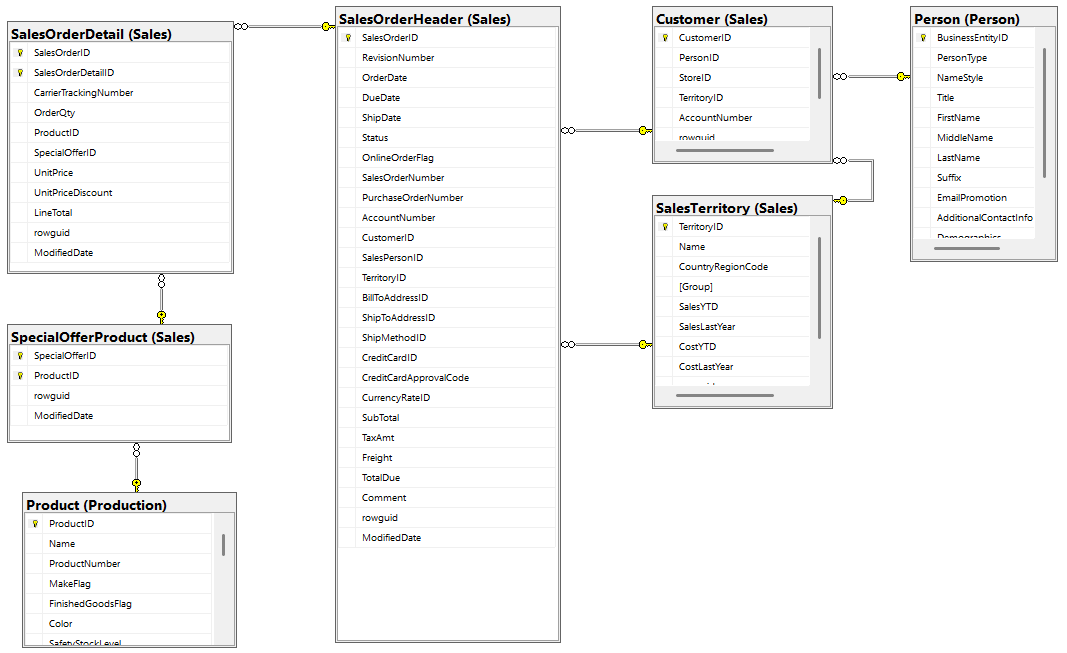 SalesOrderDetail (Sales)
SalesOrderID
SalesOrderDetailID
CarrierTrackingNumber
OrderQty
ProductID
SpecialOfferID
UnitPrice
UnitPriceDiscount
LineTotal
rowguid
ModifiedDate
SpecialOfferProduct (Sales)
SpecialOfferID
ProductID
rowguid
ModifiedDate
Product (Production)
ProductID
Name
ProductNumber
MakeFlag
FinishedGoodsFlag
Color
SafetyStockLevel
SalesOrderHeader (Sales)
SalesOrderID
RevisionNumber
OrderDate
DueDate
ShipDate
Status
OnlineOrderFlag
SalesOrderNumber
PurchaseOrderNumber
AccountNumber
CustomerID
SalesPersonID
TerritoryID
BillToAddressID
ShipToAddressID
ShipMethodID
CreditCardID
CreditCardApprovalCode
CurrencyRateID
SubTotal
TaxAmt
Freight
TotalDue
Comment
rowguid
ModifiedDate
Customer (Sales)
CustomerID
PersonID
StoreID
TerritoryID
AccountNumber
rowguid
SalesTerritory (Sales)
TerritoryID
Name
CountryRegionCode
[Group]
SalesYTD
SalesLastYear
CostYTD
CostLastYear
Person (Person)
BusinessEntityID
PersonType
NameStyle
Title
FirstName
MiddleName
LastName
Suffix
EmailPromotion
AdditionalContactInfo
Demographics